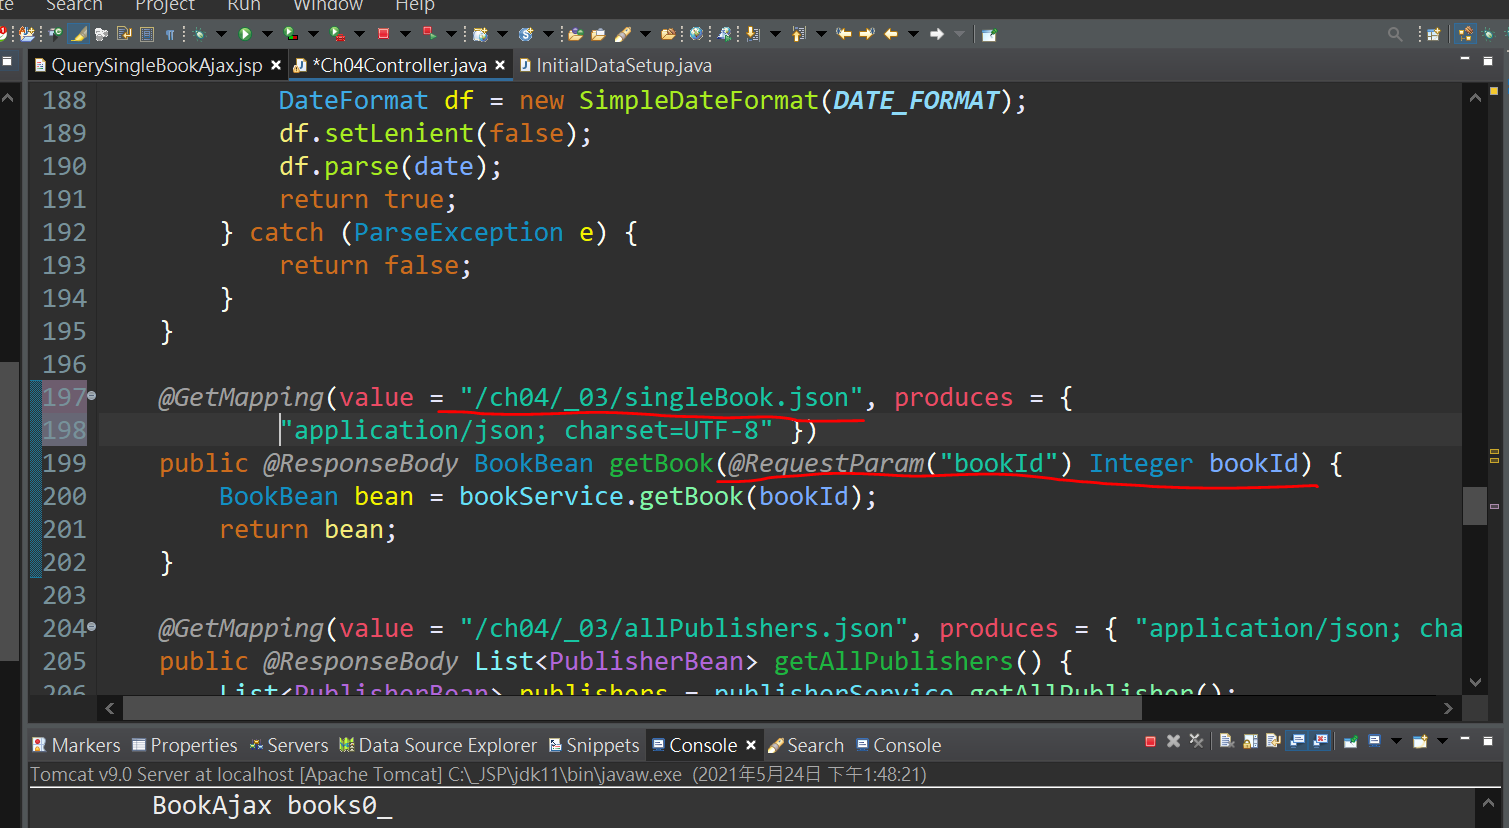 Search Project Run Window Help
QuerySingleBookAjax.jsp *Ch04Controller.java InitialDataSetup.java
188 DateFormat df = new SimpleDateFormat(DATE_FORMAT);
189 df.setLenient(false);
190 df.parse(date);
191 return true;
192 } catch (ParseException e) {
193 return false;
194 }
195 }
196
197 @GetMapping(value = "/ch04/_03/singleBook.json", produces = {
198 "application/json; charset=UTF-8" })
199 public @ResponseBody BookBean getBook(@RequestParam("bookId") Integer bookId) {
200 BookBean bean = bookService.getBook(bookId);
201 return bean;
202 }
203
204 @GetMapping(value = "/ch04/_03/allPublishers.json", produces = { "application/json; cha
205 public @ResponseBody List<PublisherBean> getAllPublishers() {
206 List<PublisherBean> publishers = publisherService.getAllPublisher();
Markers Properties Servers Data Source Explorer Snippets Console Search Console
Tomcat v9.0 Server at localhost [Apache Tomcat] C:\_JSP\jdk11\bin\javaw.exe (2021年5月24日 下午1:48:21)
BookAjax books0_